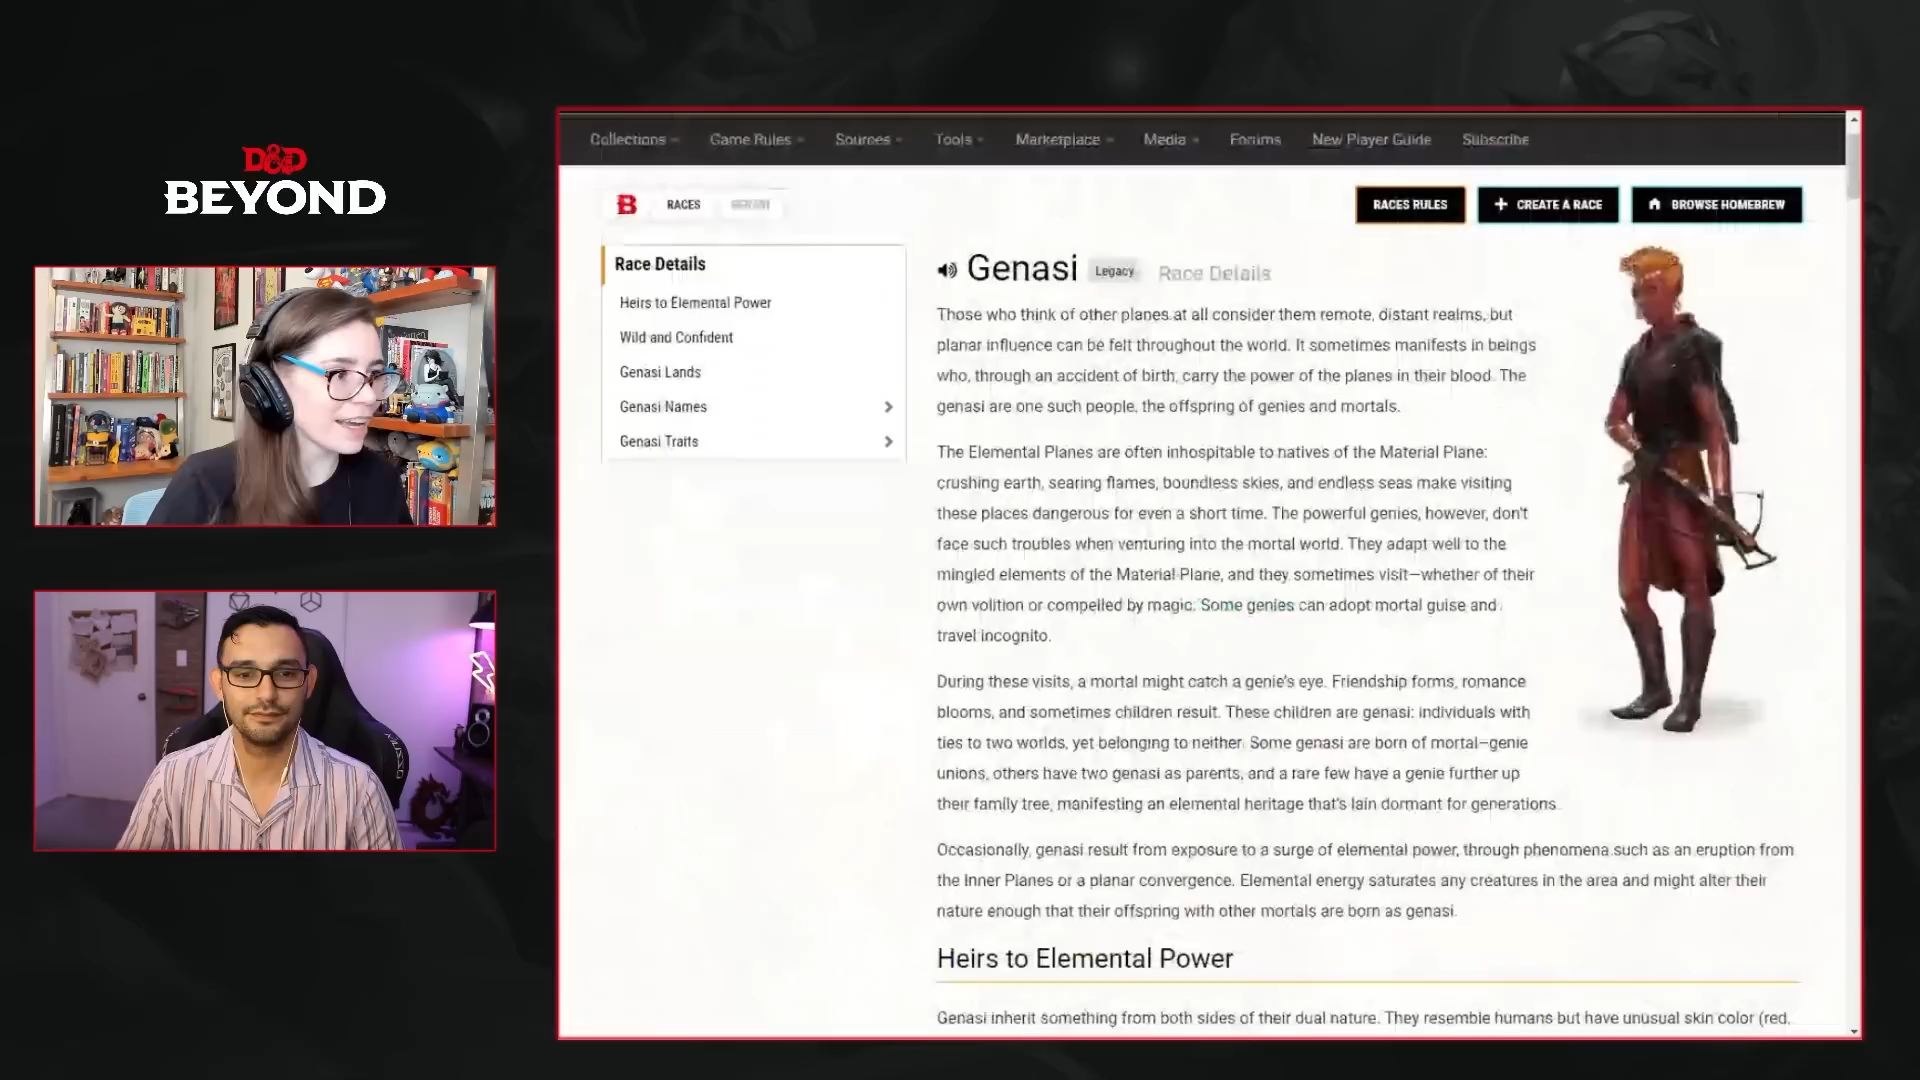 D&D
BEYOND
Collections
Game Rules
Sources
Tools
Marketplace
Media
Forums
New Player Guide
Subscribe
B
RACES
GENASI
RACES RULES
CREATE A RACE
BROWSE HOMEBREW
Race Details
Heirs to Elemental Power
Wild and Confident
Genasi Lands
Genasi Names
Genasi Traits
Genasi Legacy Race Details
Those who think of other planes at all consider them remote, distant realms, but
planar influence can be felt throughout the world. It sometimes manifests in beings
who, through an accident of birth, carry the power of the planes in their blood. The
genasi are one such people, the offspring of genies and mortals.
The Elemental Planes are often inhospitable to natives of the Material Plane:
crushing earth, searing flames, boundless skies, and endless seas make visiting
these places dangerous for even a short time. The powerful genies, however, don't
face such troubles when venturing into the mortal world. They adapt well to the
mingled elements of the Material Plane, and they sometimes visit—whether of their
own volition or compelled by magic. Some genies can adopt mortal guise and
travel incognito.
During these visits, a mortal might catch a genie's eye. Friendship forms, romance
blooms, and sometimes children result. These children are genasi: individuals with
ties to two worlds, yet belonging to neither. Some genasi are born of mortal–genie
unions, others have two genasi as parents, and a rare few have a genie further up
their family tree, manifesting an elemental heritage that's lain dormant for generations.
Occasionally, genasi result from exposure to a surge of elemental power, through phenomena such as an eruption from
the Inner Planes or a planar convergence. Elemental energy saturates any creatures in the area and might alter their
nature enough that their offspring with other mortals are born as genasi.
Heirs to Elemental Power
Genasi inherit something from both sides of their dual nature. They resemble humans but have unusual skin color (red,